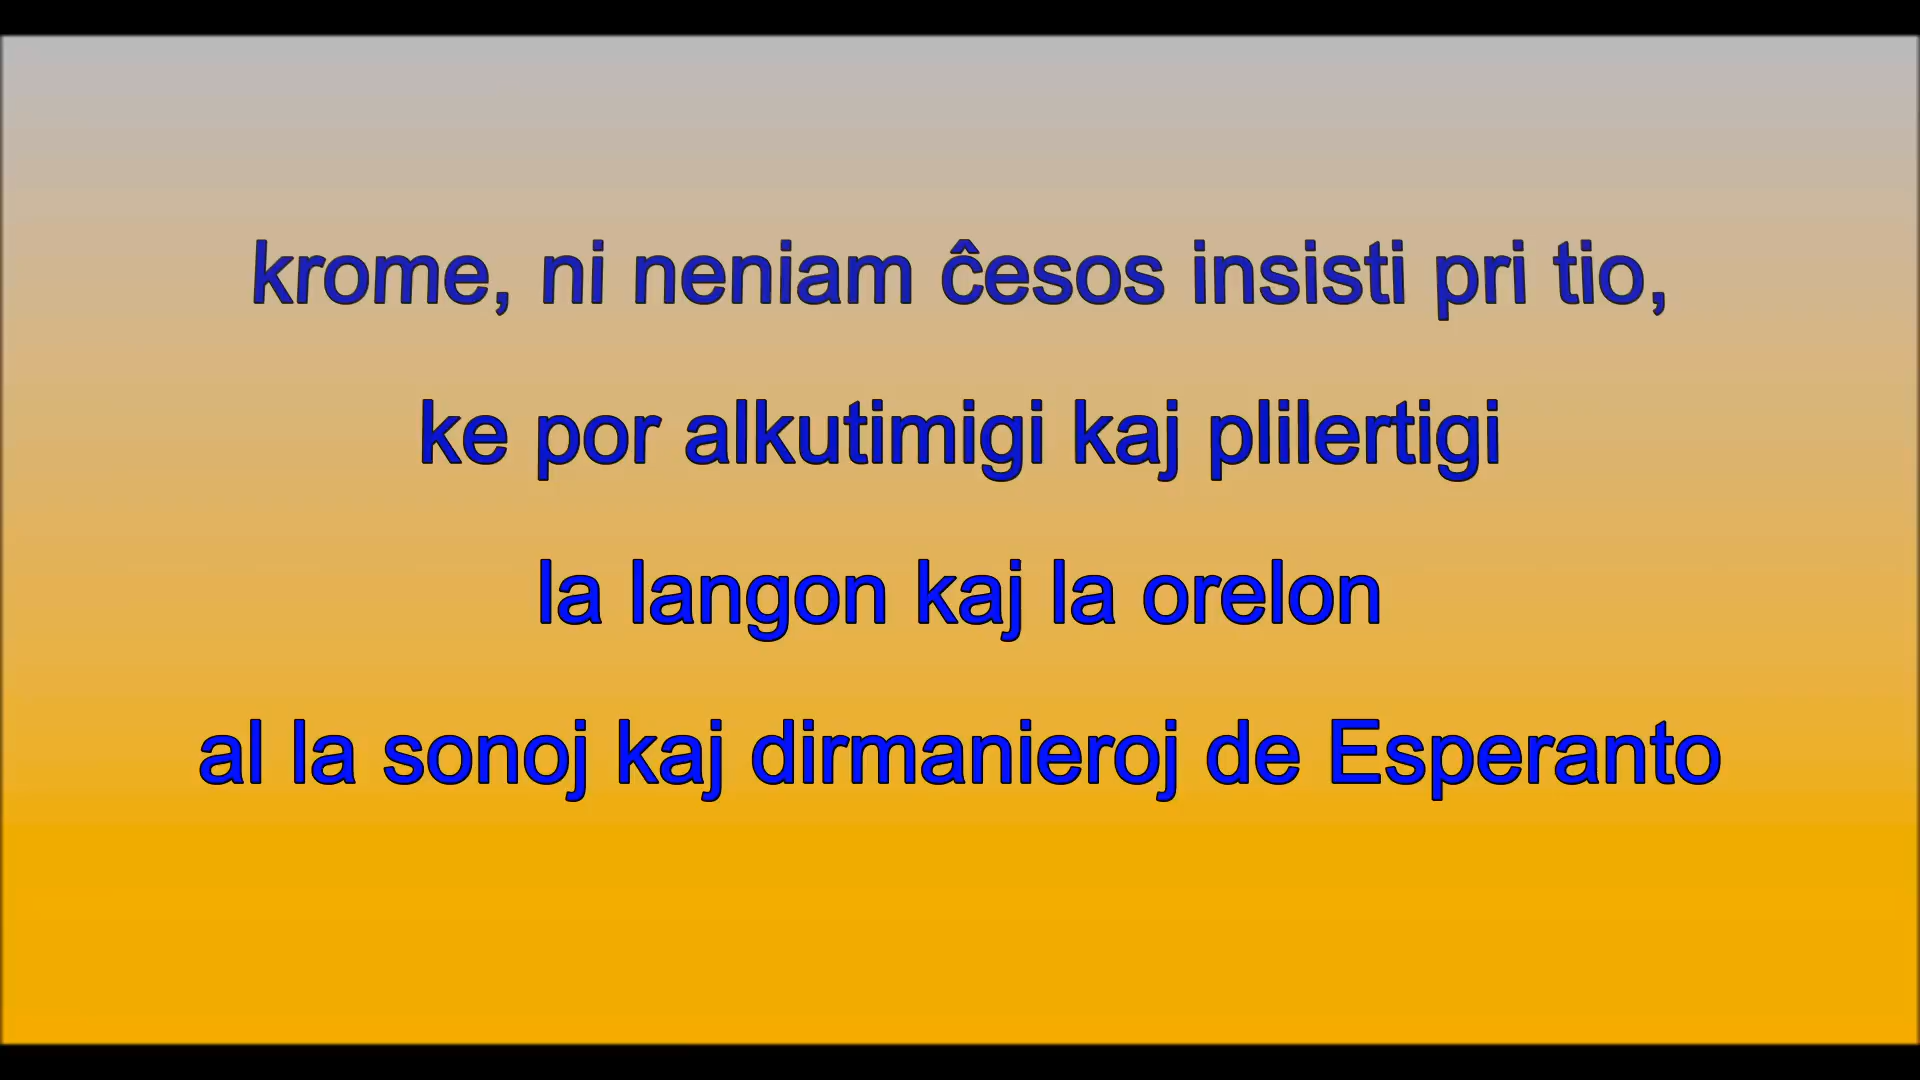 krome, ni neniam ĉesos insisti pri tio,
ke por alkutimigi kaj plilertigi
la langon kaj la orelon
al la sonoj kaj dirmanieroj de Esperanto